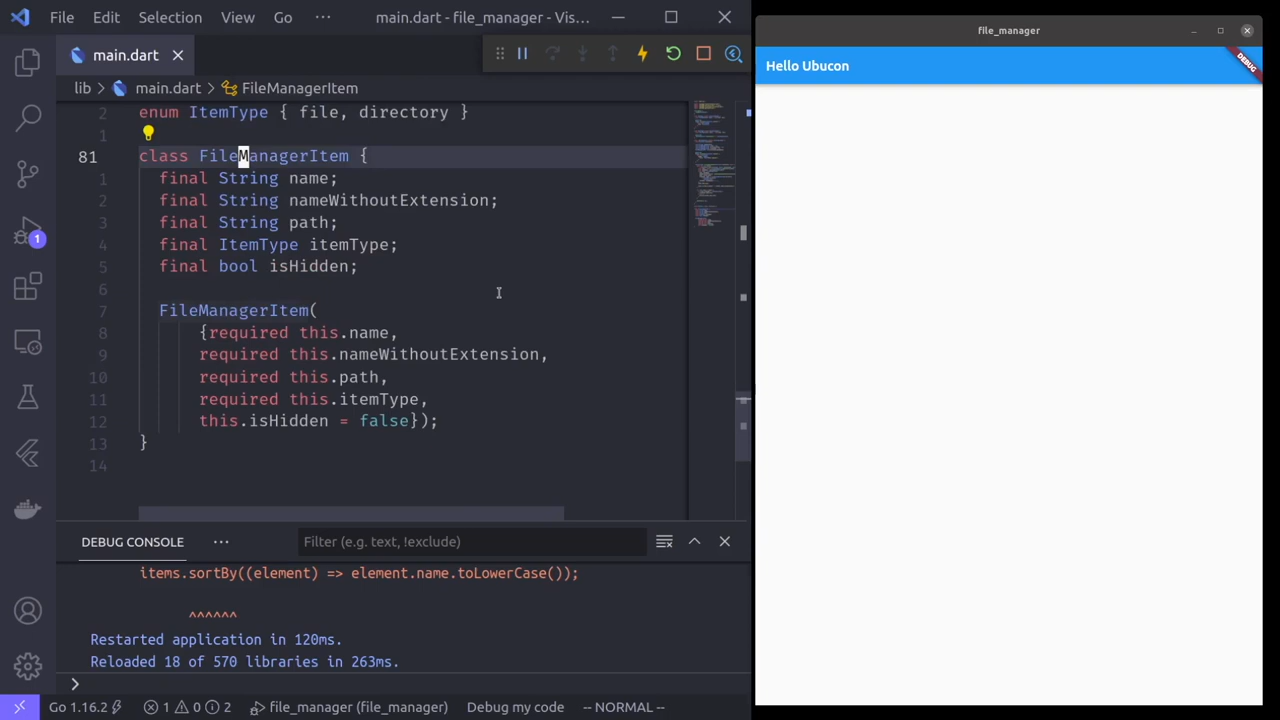 File Edit Selection View Go ··· main.dart - file_manager - Vis...
main.dart
lib > main.dart > FileManagerItem
2 enum ItemType { file, directory }
1
81 class FileManagerItem {
1 final String name;
2 final String nameWithoutExtension;
3 final String path;
4 final ItemType itemType;
5 final bool isHidden;
6
7 FileManagerItem(
8 {required this.name,
9 required this.nameWithoutExtension,
10 required this.path,
11 required this.itemType,
12 this.isHidden = false});
13 }
14
1
DEBUG CONSOLE ··· Filter (e.g. text, !exclude)
items.sortBy((element) => element.name.toLowerCase());
^^^^^^
Restarted application in 120ms.
Reloaded 18 of 570 libraries in 263ms.
>
Go 1.16.2 1 0 2 file_manager (file_manager) Debug my code -- NORMAL --
file_manager
Hello Ubucon
DEBUG